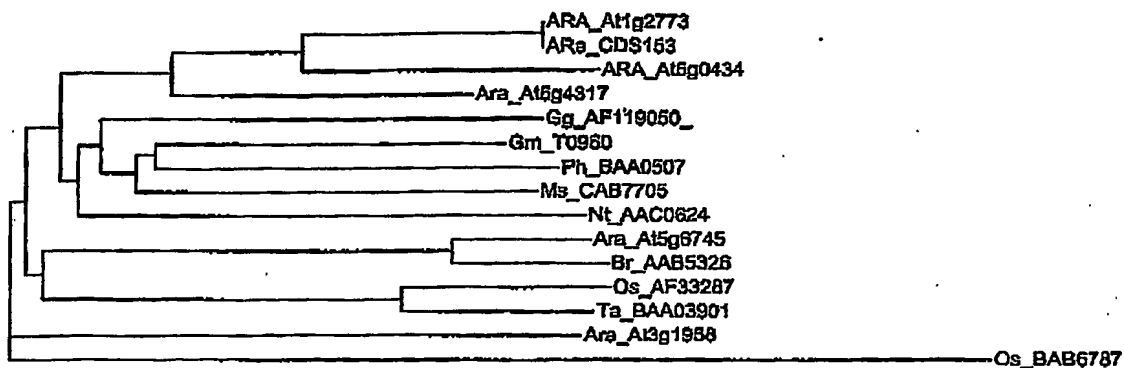 ARA_At1g2773
ARa_CDS153
ARA_At5g0434
Ara_At5g4317
Gg_AF119050_
Gm_T0960
Ph_BAA0507
Ms_CAB7705
Nt_AAC0624
Ara_At5g6745
Br_AAB5326
Os_AF33287
Ta_BAA03901
Ara_At3g1958
Os_BAB6787